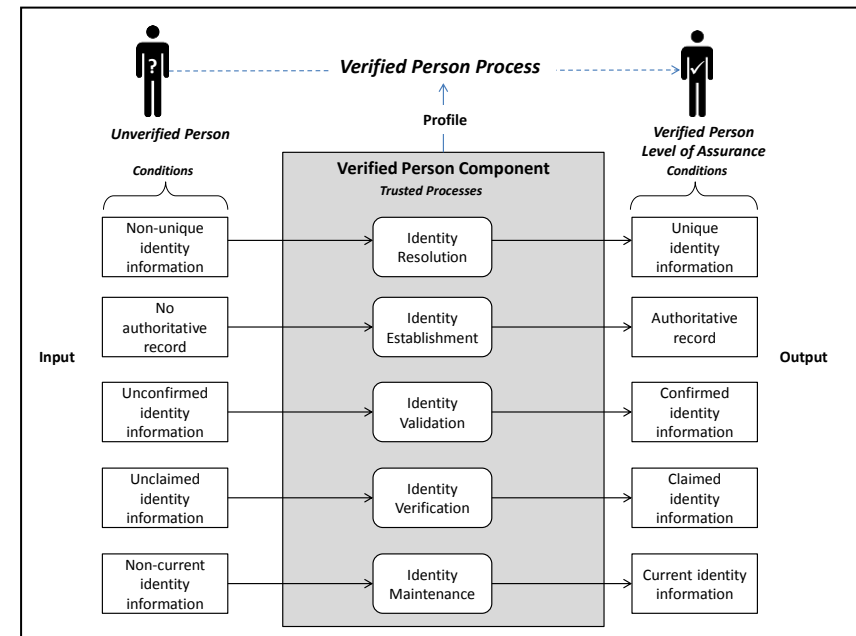 ?
Verified Person Process
✓
Unverified Person
Profile
Verified Person
Level of Assurance
Conditions
Verified Person Component
Trusted Processes
Conditions
Input
Output
Non-unique
identity
information
Identity
Resolution
Unique
identity
information
No
authoritative
record
Identity
Establishment
Authoritative
record
Unconfirmed
identity
information
Identity
Validation
Confirmed
identity
information
Unclaimed
identity
information
Identity
Verification
Claimed
identity
information
Non-current
identity
information
Identity
Maintenance
Current identity
information